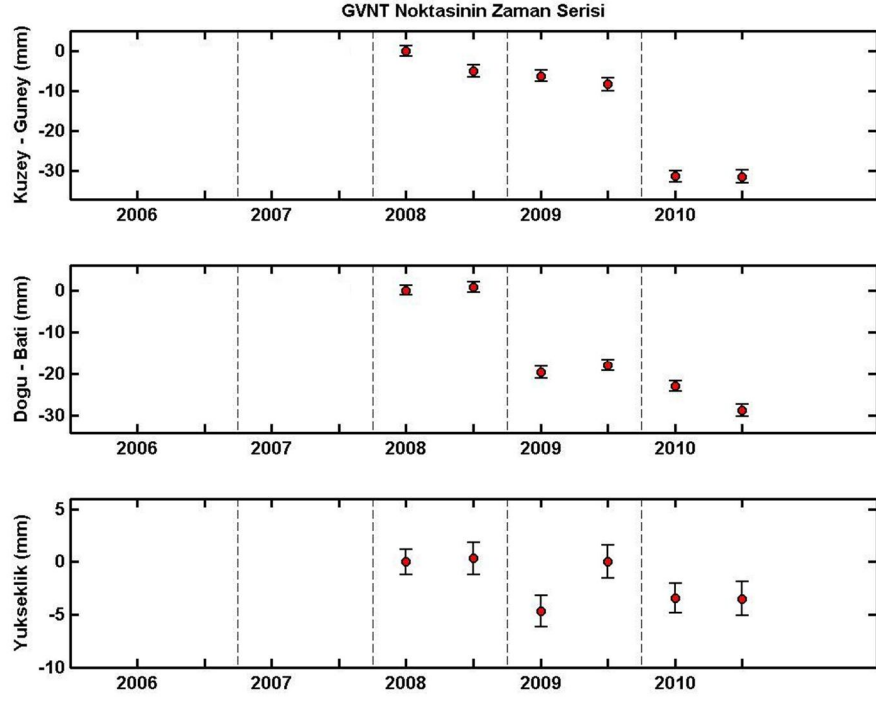 GVNT Noktasinin Zaman Serisi
Kuzey - Guney (mm)
0
-10
-20
-30
2006 2007 2008 2009 2010
Dogu - Bati (mm)
0
-10
-20
-30
2006 2007 2008 2009 2010
Yukseklik (mm)
5
0
-5
-10
2006 2007 2008 2009 2010